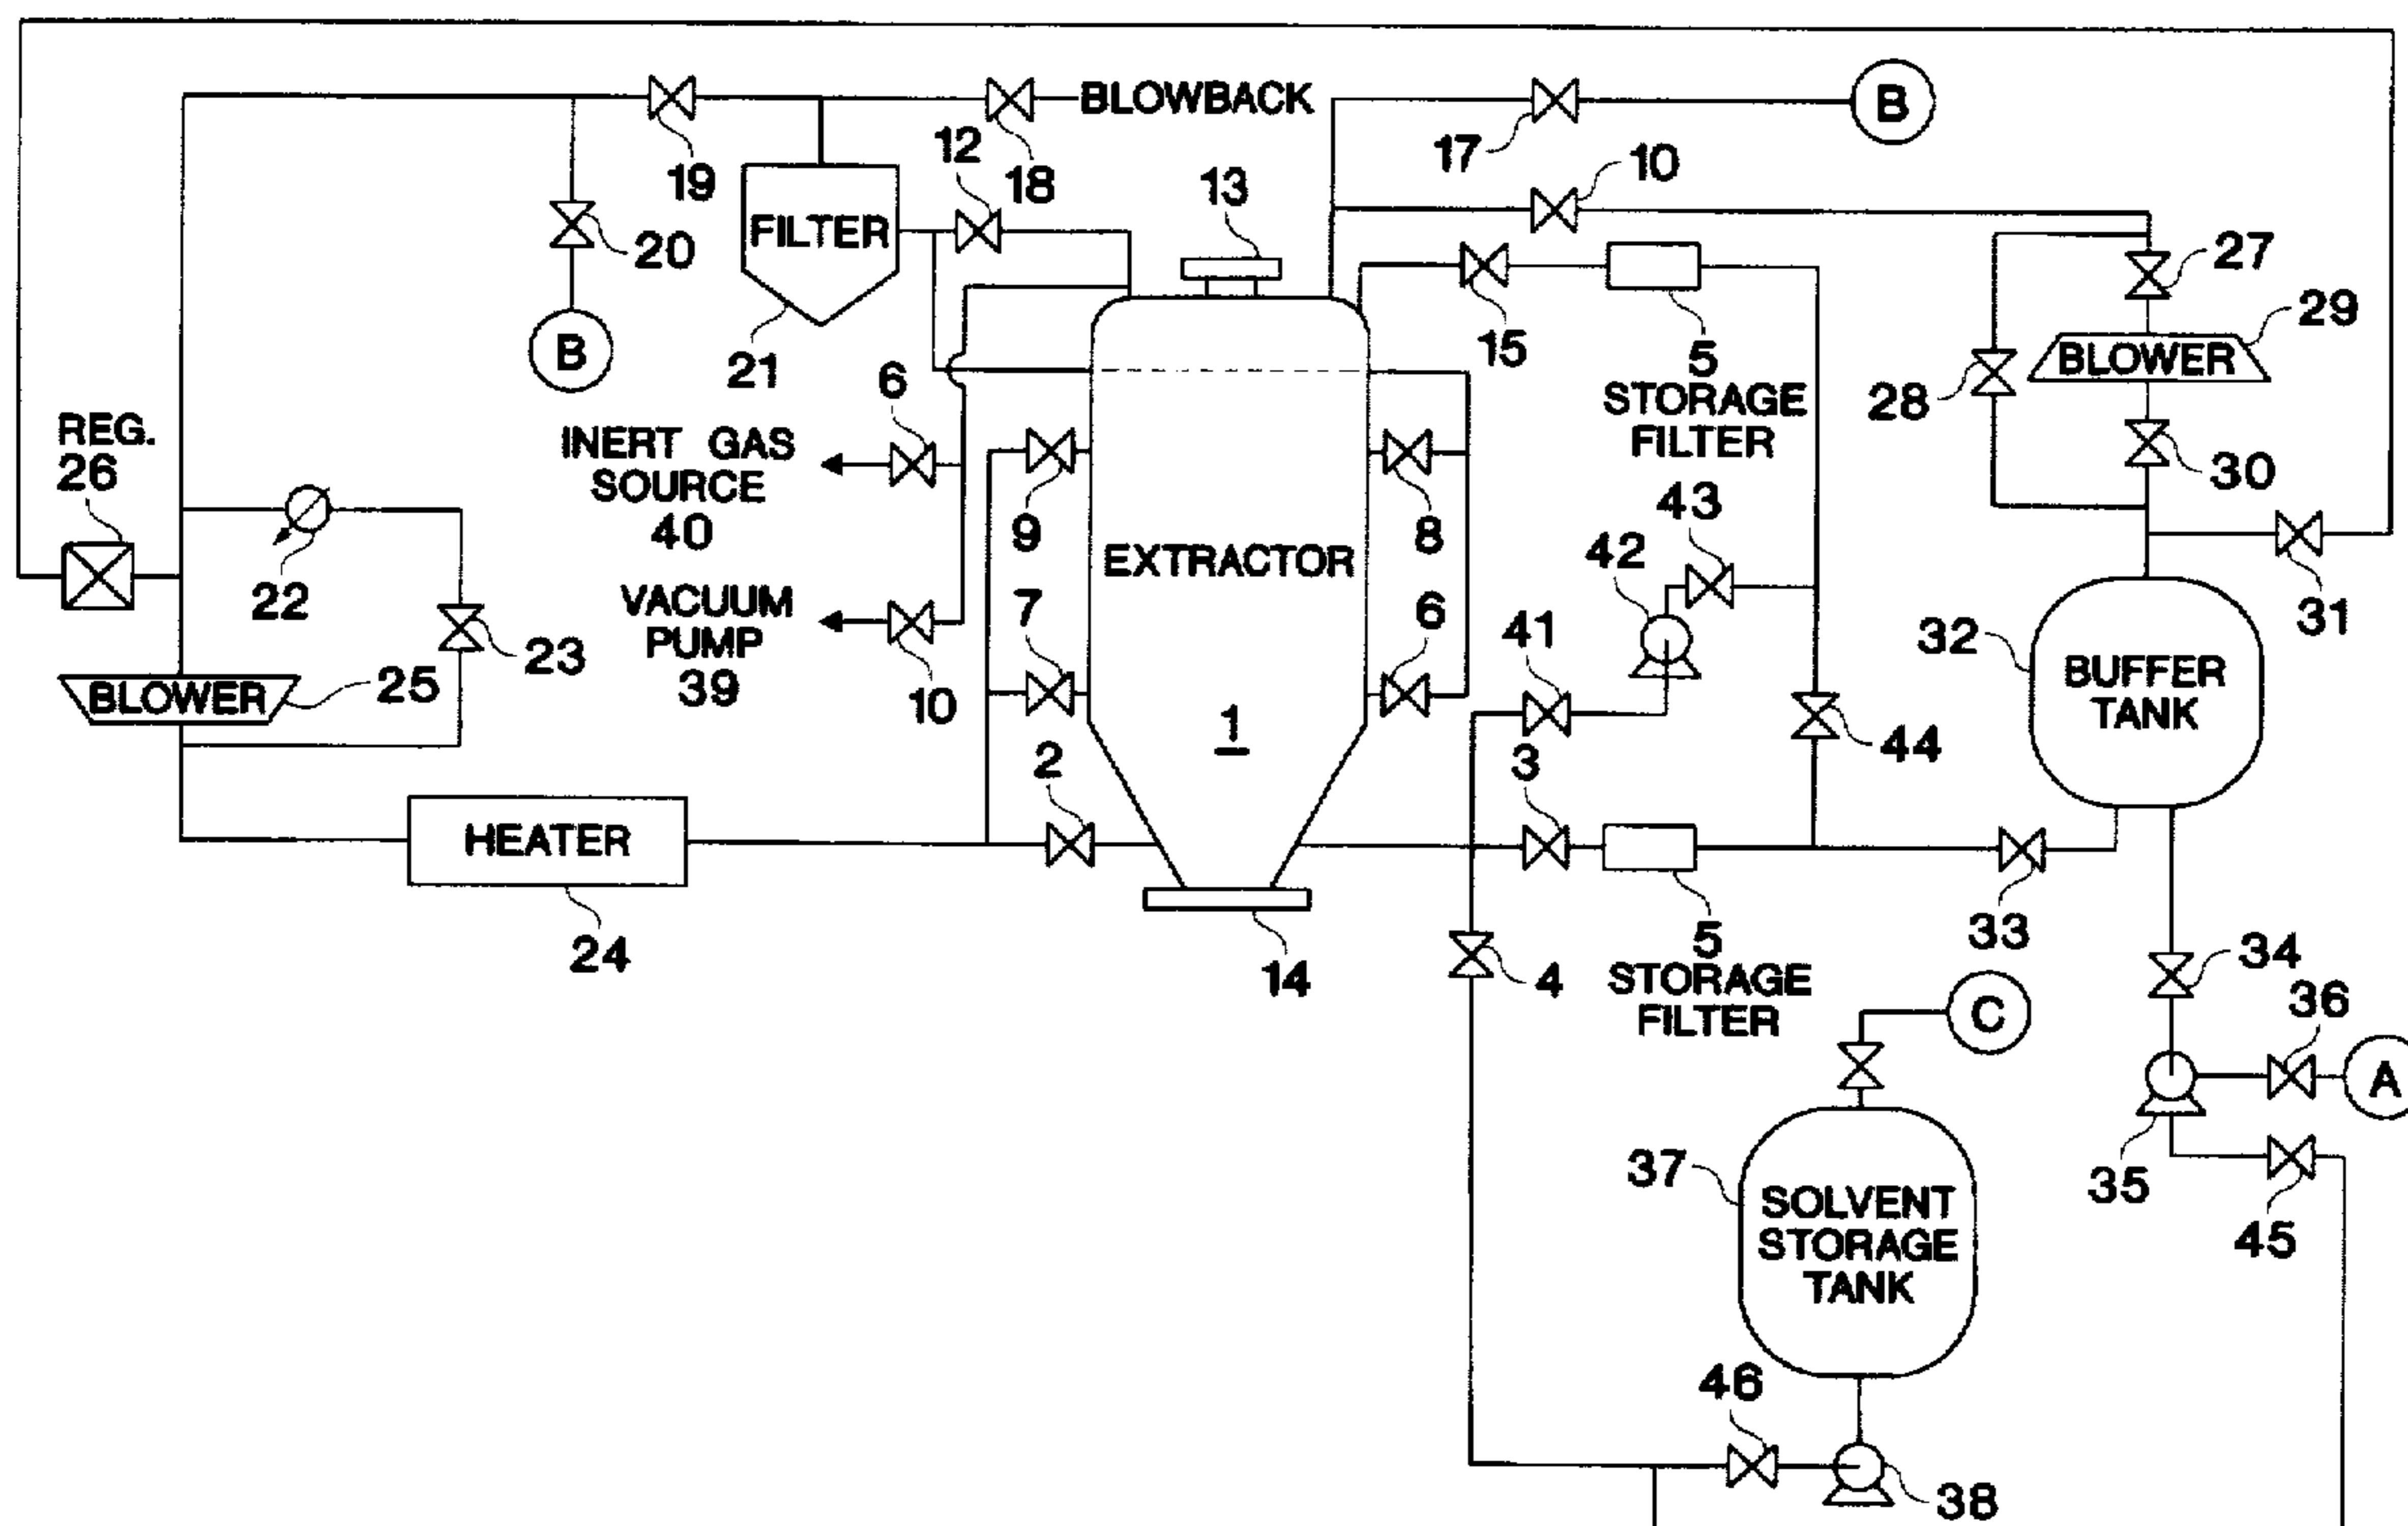 BLOWBACK
B
12
17
10
19
18
13
FILTER
20
27
29
B
21
15
5
STORAGE
FILTER
BLOWER
28
6
REG.
26
INERT GAS
SOURCE
40
9
8
30
43
42
EXTRACTOR
22
7
6
31
VACUUM
PUMP
39
41
32
BUFFER
TANK
23
BLOWER
25
10
1
2
3
44
HEATER
24
14
4
5
STORAGE
FILTER
33
34
C
36
A
37
35
SOLVENT
STORAGE
TANK
45
46
38